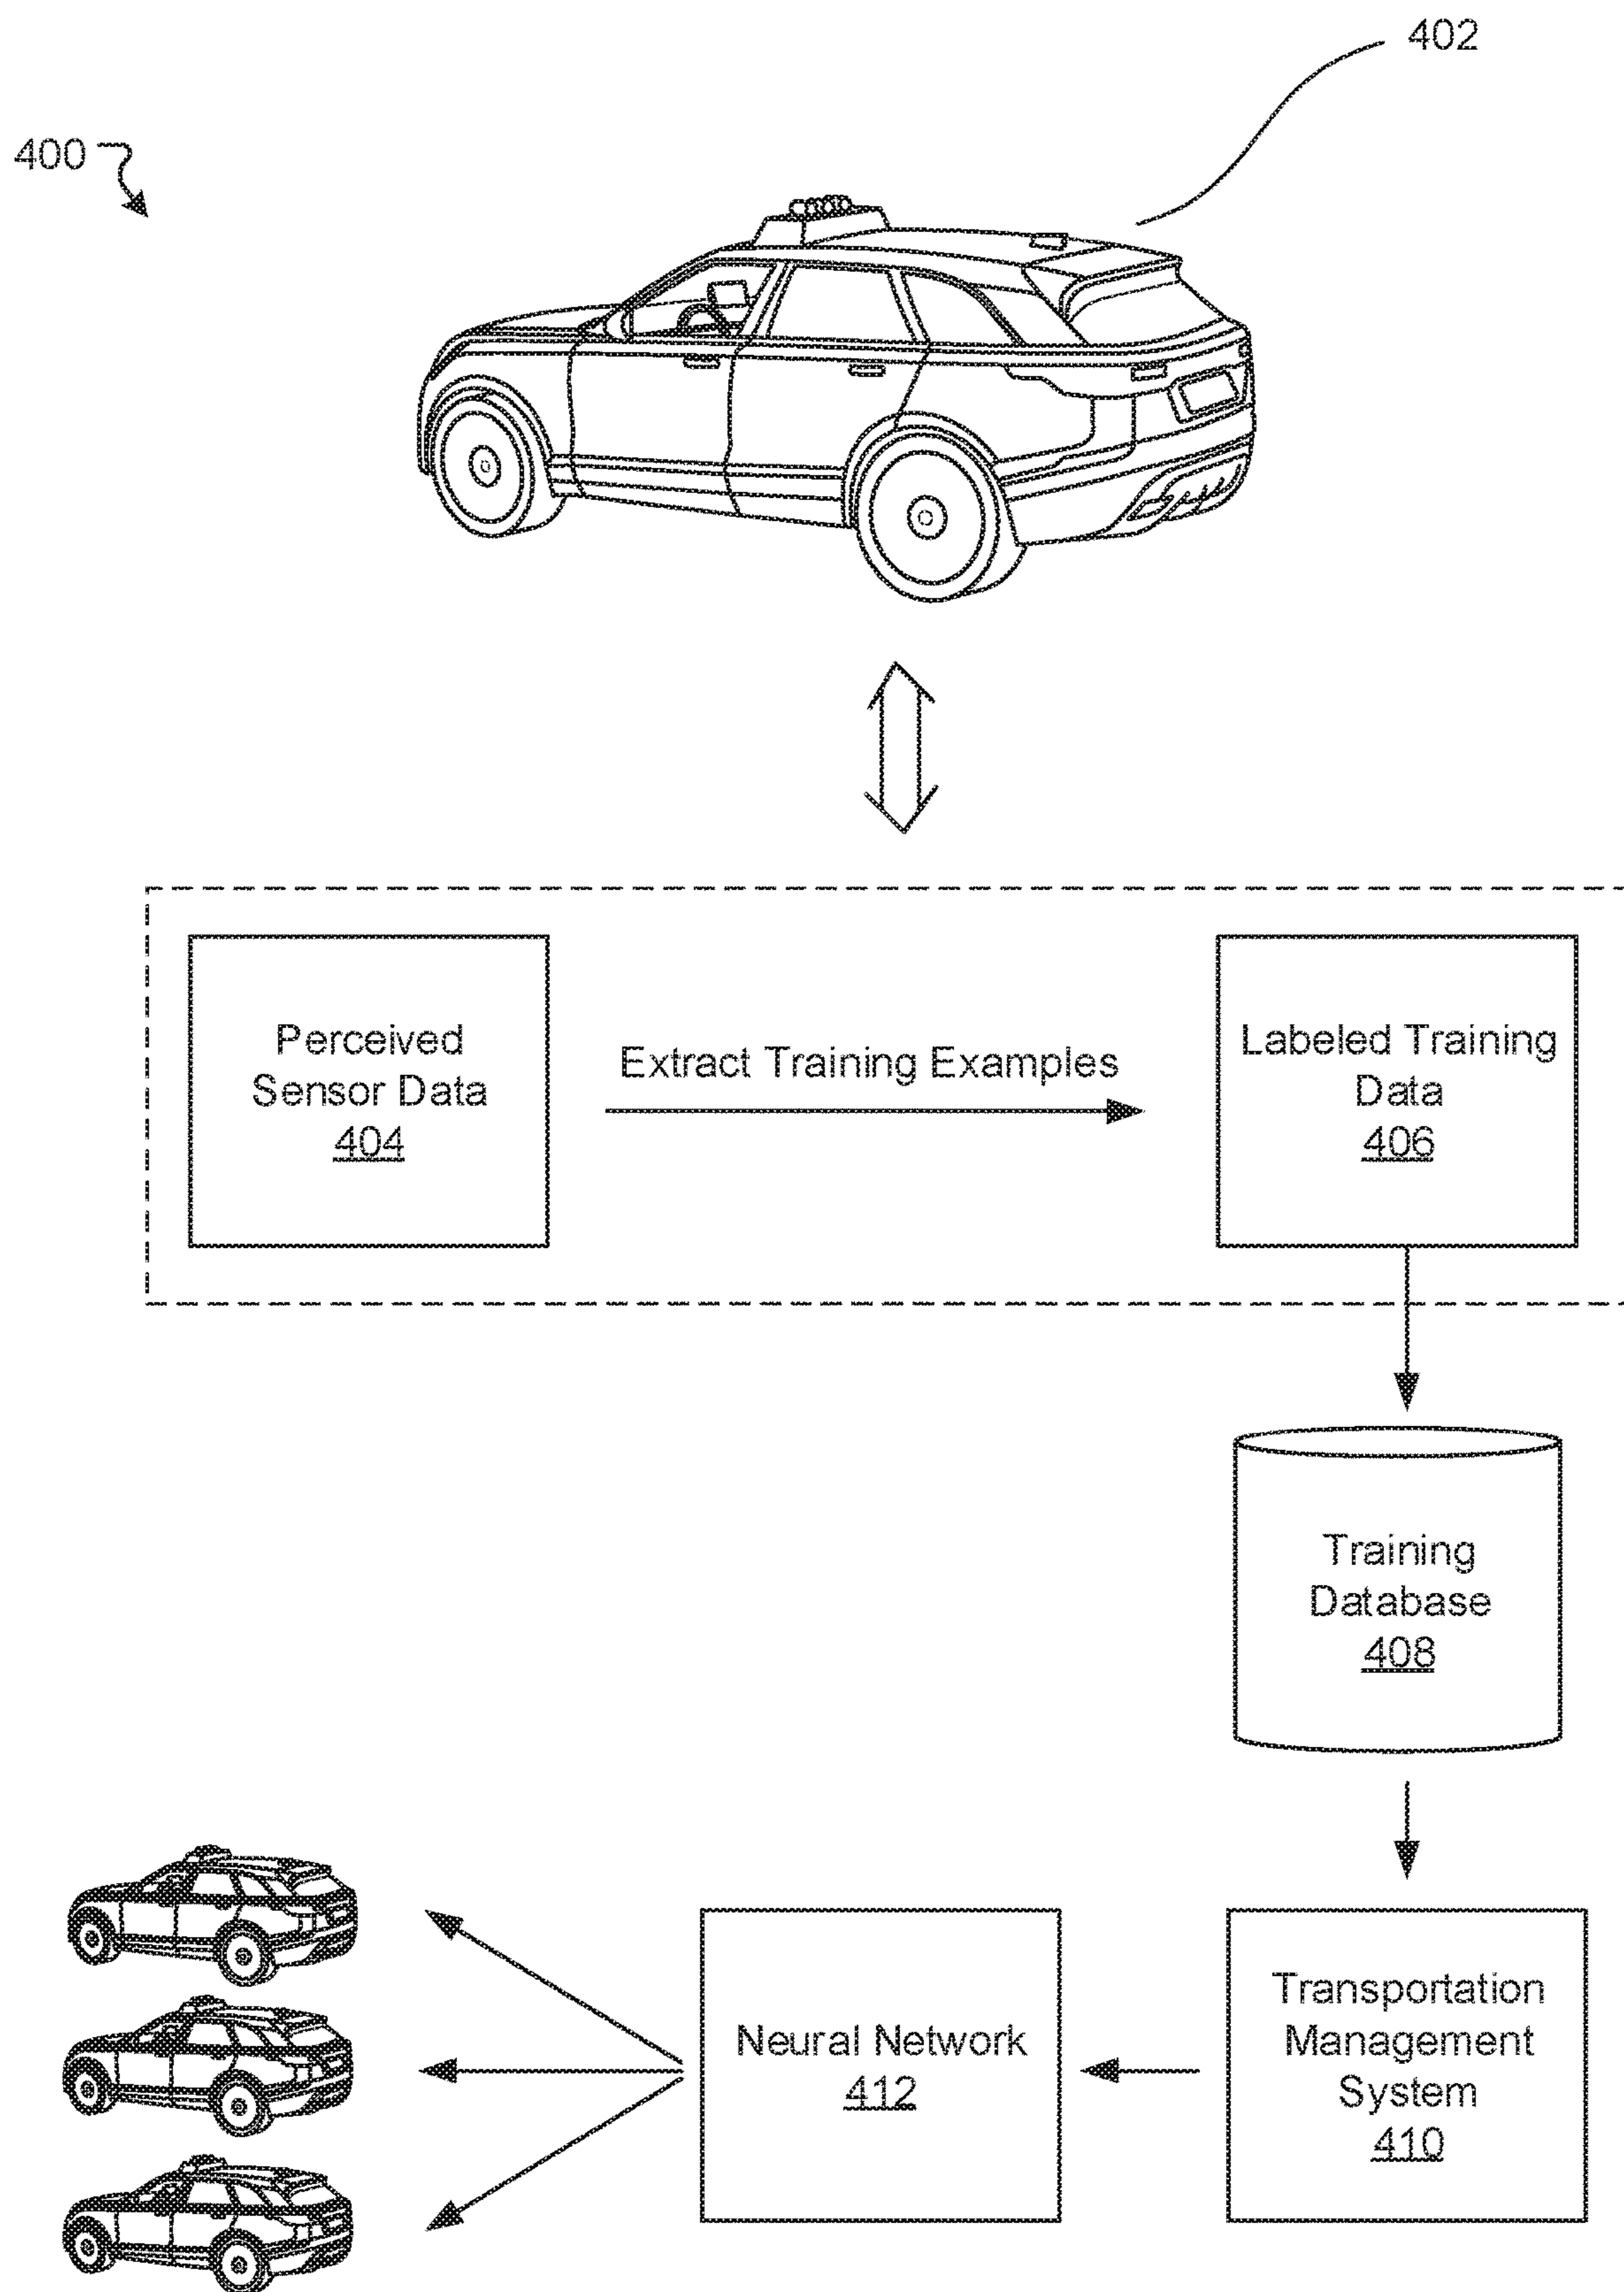 402
400
Perceived
Sensor Data
404
Extract Training Examples
Labeled Training
Data
406
Training
Database
408
Neural Network
412
Transportation
Management
System
410